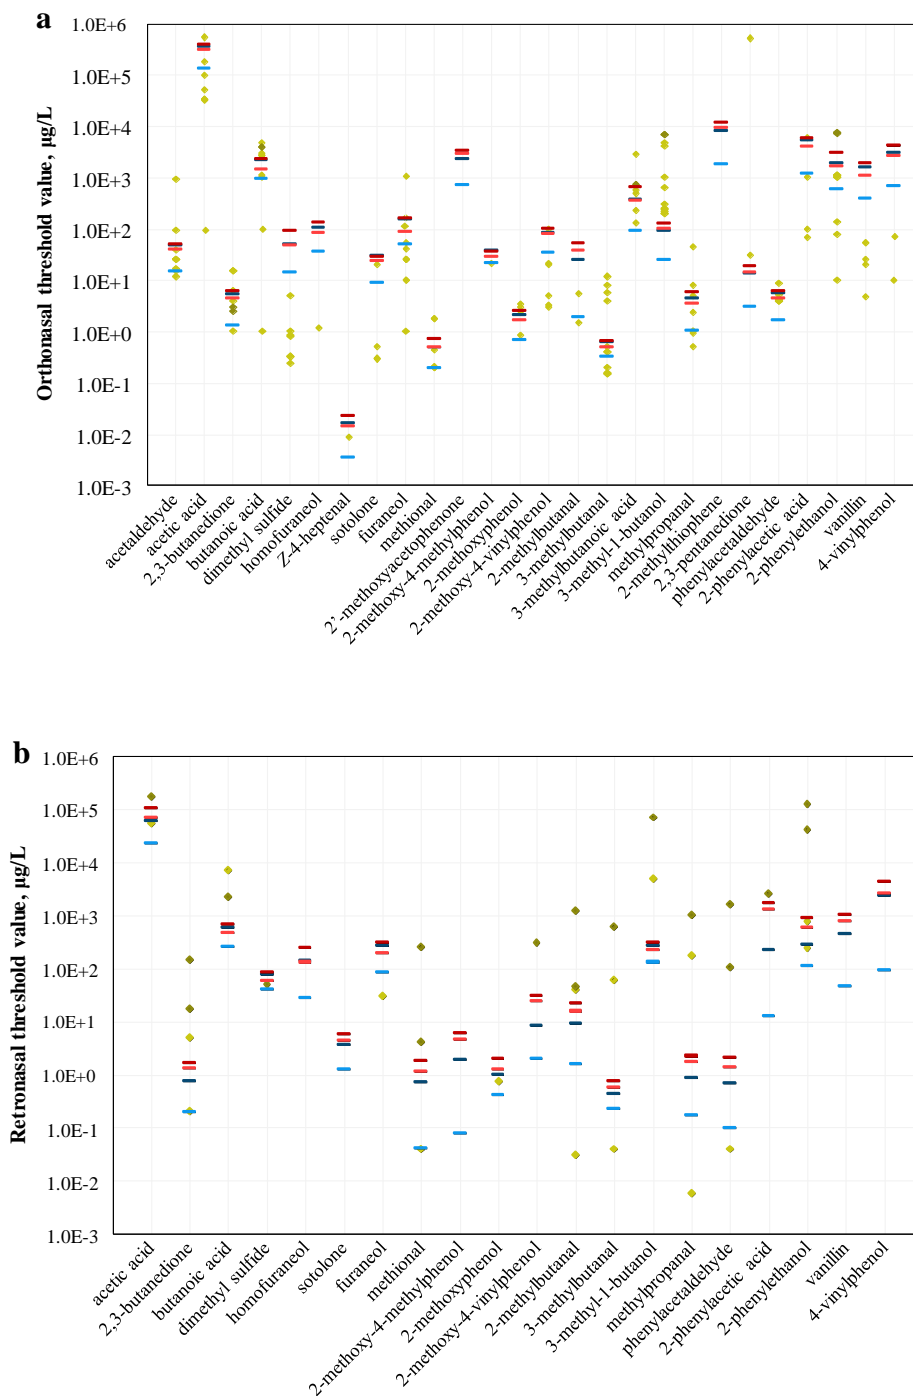 a
1.0E+6
1.0E+5
1.0E+4
1.0E+3
1.0E+2
1.0E+1
1.0E+0
1.0E-1
1.0E-2
1.0E-3
Orthonasal threshold value, µg/L
acetaldehyde
acetic acid
2,3-butanedione
butanoic acid
dimethyl sulfide
homofuraneol
Z-4-heptenal
sotolone
furaneol
methional
2'-methoxyacetophenone
2-methoxy-4-methylphenol
2-methoxyphenol
2-methoxy-4-vinylphenol
2-methylbutanal
3-methylbutanal
3-methylbutanoic acid
3-methyl-1-butanol
methylpropanal
2-methylthiophene
2,3-pentanedione
phenylacetaldehyde
2-phenylacetic acid
2-phenylethanol
vanillin
4-vinylphenol
b
1.0E+6
1.0E+5
1.0E+4
1.0E+3
1.0E+2
1.0E+1
1.0E+0
1.0E-1
1.0E-2
1.0E-3
Retronasal threshold value, µg/L
acetic acid
2,3-butanedione
butanoic acid
dimethyl sulfide
homofuraneol
sotolone
furaneol
methional
2-methoxy-4-methylphenol
2-methoxyphenol
2-methoxy-4-vinylphenol
2-methylbutanal
3-methylbutanal
3-methyl-1-butanol
methylpropanal
phenylacetaldehyde
2-phenylacetic acid
2-phenylethanol
vanillin
4-vinylphenol